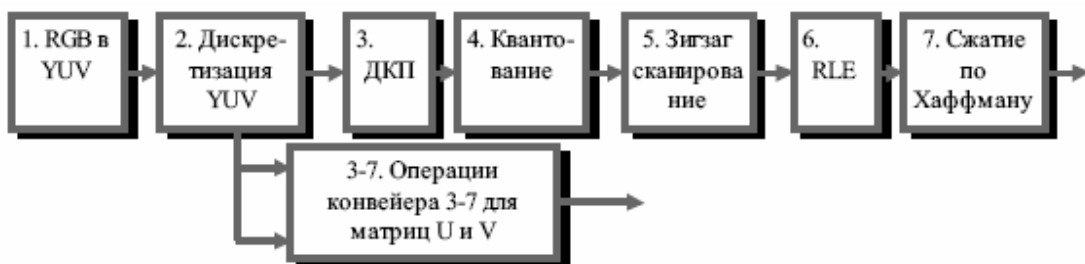 1. RGB в
YUV
2. Дискре-
тизация
YUV
3.
ДКП
4. Кванто-
вание
5. Зигзаг
сканирова
ние
6.
RLE
7. Сжатие
по
Хаффману
3-7. Операции
конвейера 3-7 для
матриц U и V